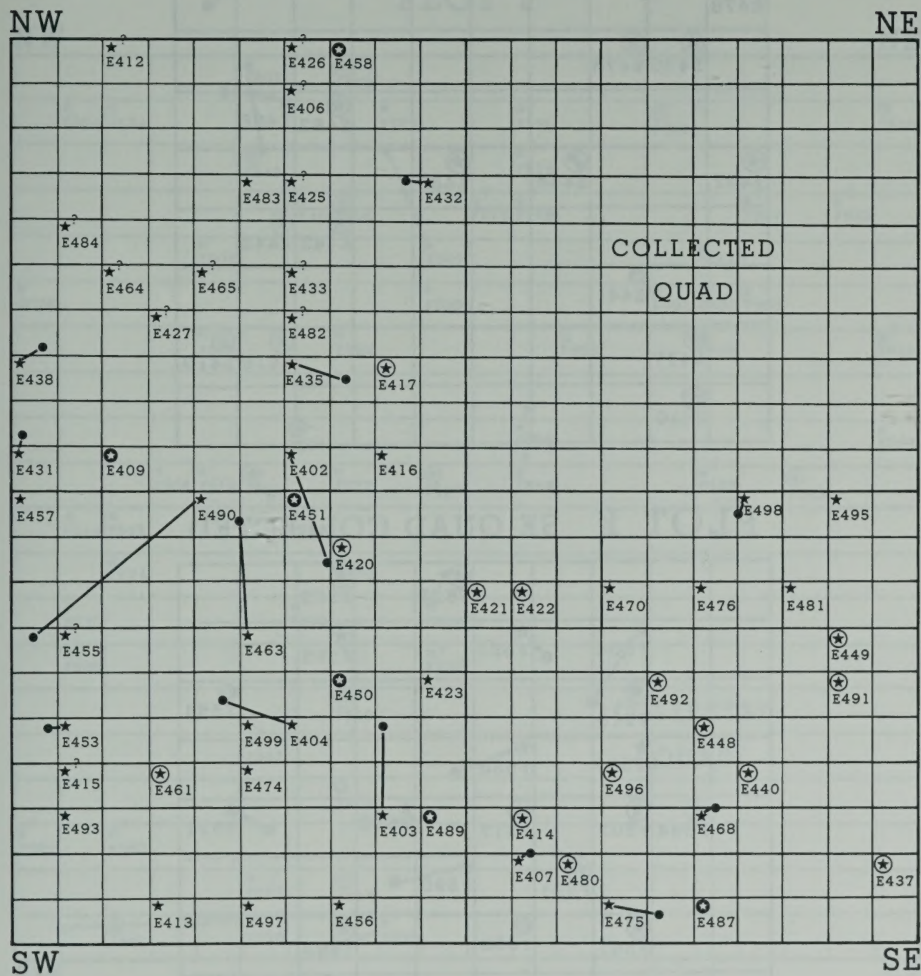 NW NE
E412 ? E426 ? E458
E406 ?
E483 E425 ? E432
E484 ?
COLLECTED
E464 ? E465 ? E433 ?
QUAD
E427 ? E482 ?
E438 E435 E417
E431 E409 E402 E416
E457 E490 E451 E498 E495
E420
E421 E422 E470 E476 E481
E455 ? E463 E449
E450 E423 E492 E491
E453 E499 E404 E448
E415 ? E461 E474 E496 E440
E493 E403 E489 E414 E468
E407 E480 E437
E413 E497 E456 E475 E487
SW SE